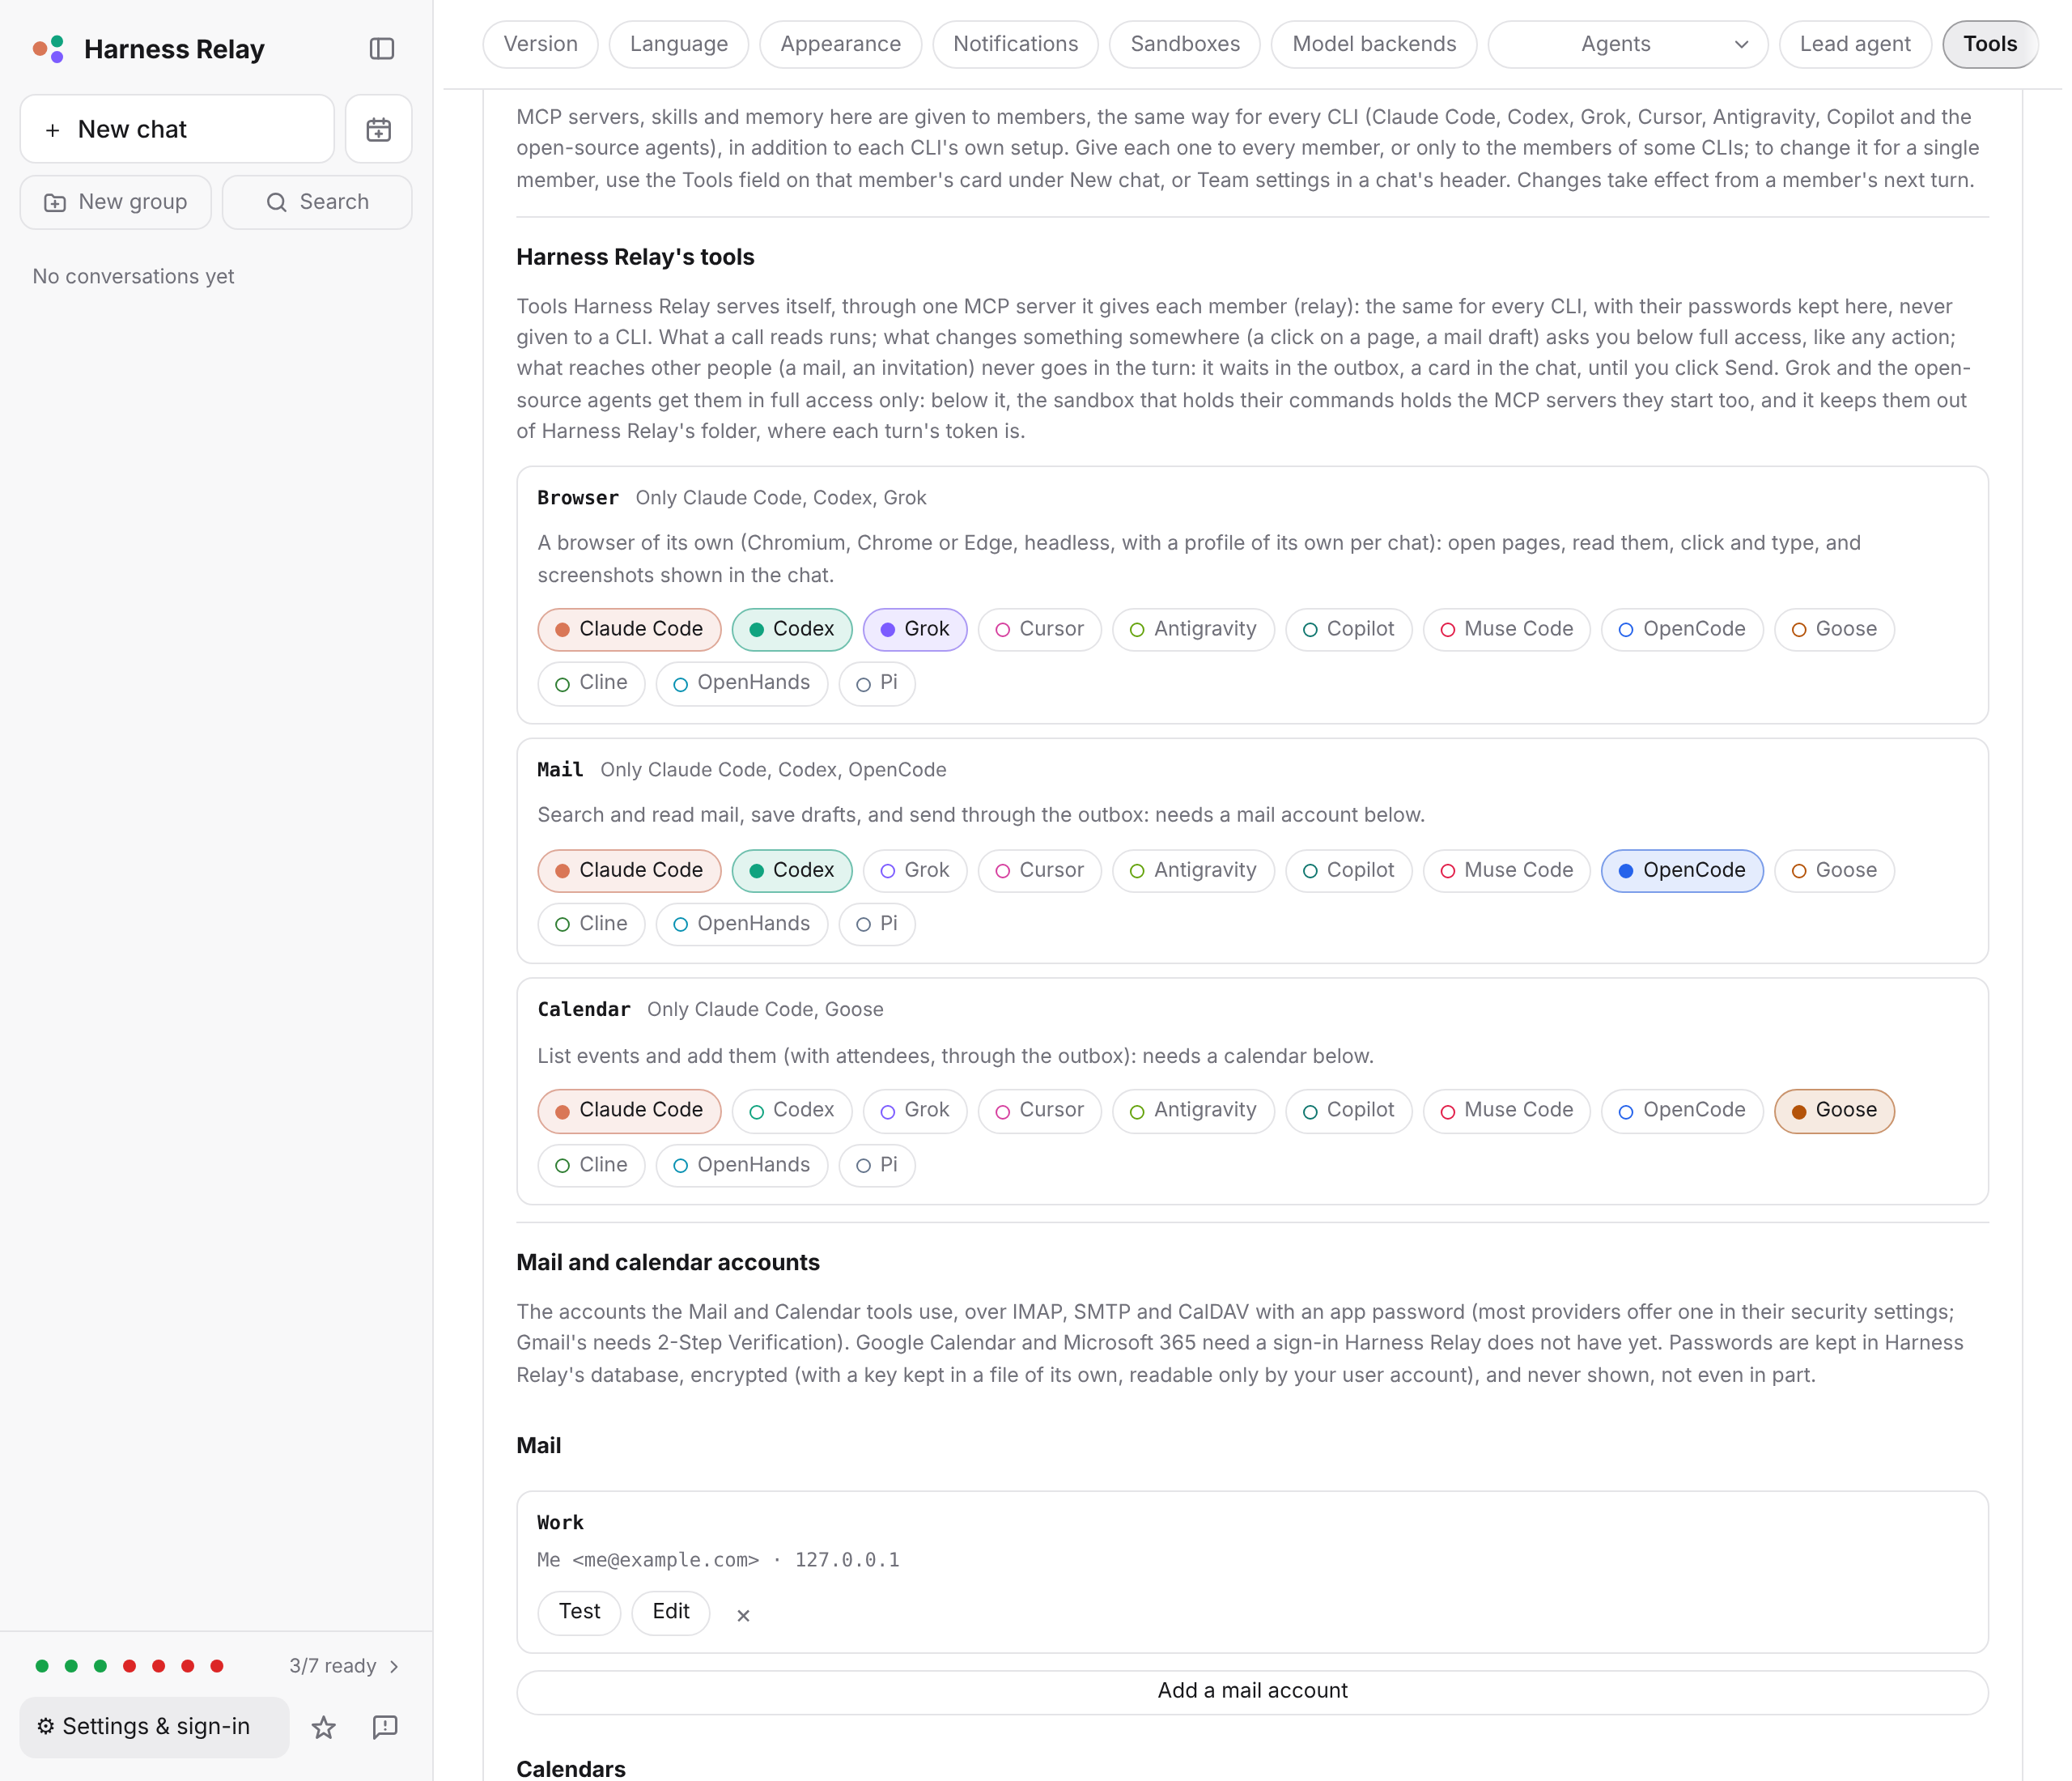 Harness Relay
+ New chat
New group
Search
No conversations yet
3/7 ready
Settings & sign-in
Version
Language
Appearance
Notifications
Sandboxes
Model backends
Agents
Lead agent
Tools
MCP servers, skills and memory here are given to members, the same way for every CLI (Claude Code, Codex, Grok, Cursor, Antigravity, Copilot and the
open-source agents), in addition to each CLI's own setup. Give each one to every member, or only to the members of some CLIs; to change it for a single
member, use the Tools field on that member's card under New chat, or Team settings in a chat's header. Changes take effect from a member's next turn.
Harness Relay's tools
Tools Harness Relay serves itself, through one MCP server it gives each member (relay): the same for every CLI, with their passwords kept here, never
given to a CLI. What a call reads runs; what changes something somewhere (a click on a page, a mail draft) asks you below full access, like any action;
what reaches other people (a mail, an invitation) never goes in the turn: it waits in the outbox, a card in the chat, until you click Send. Grok and the open-
source agents get them in full access only: below it, the sandbox that holds their commands holds the MCP servers they start too, and it keeps them out
of Harness Relay's folder, where each turn's token is.
Browser Only Claude Code, Codex, Grok
A browser of its own (Chromium, Chrome or Edge, headless, with a profile of its own per chat): open pages, read them, click and type, and
screenshots shown in the chat.
Claude Code Codex Grok Cursor Antigravity Copilot Muse Code OpenCode Goose
Cline OpenHands Pi
Mail Only Claude Code, Codex, OpenCode
Search and read mail, save drafts, and send through the outbox: needs a mail account below.
Claude Code Codex Grok Cursor Antigravity Copilot Muse Code OpenCode Goose
Cline OpenHands Pi
Calendar Only Claude Code, Goose
List events and add them (with attendees, through the outbox): needs a calendar below.
Claude Code Codex Grok Cursor Antigravity Copilot Muse Code OpenCode Goose
Cline OpenHands Pi
Mail and calendar accounts
The accounts the Mail and Calendar tools use, over IMAP, SMTP and CalDAV with an app password (most providers offer one in their security settings;
Gmail's needs 2-Step Verification). Google Calendar and Microsoft 365 need a sign-in Harness Relay does not have yet. Passwords are kept in Harness
Relay's database, encrypted (with a key kept in a file of its own, readable only by your user account), and never shown, not even in part.
Mail
Work
Me <me@example.com> · 127.0.0.1
Test Edit ×
Add a mail account
Calendars